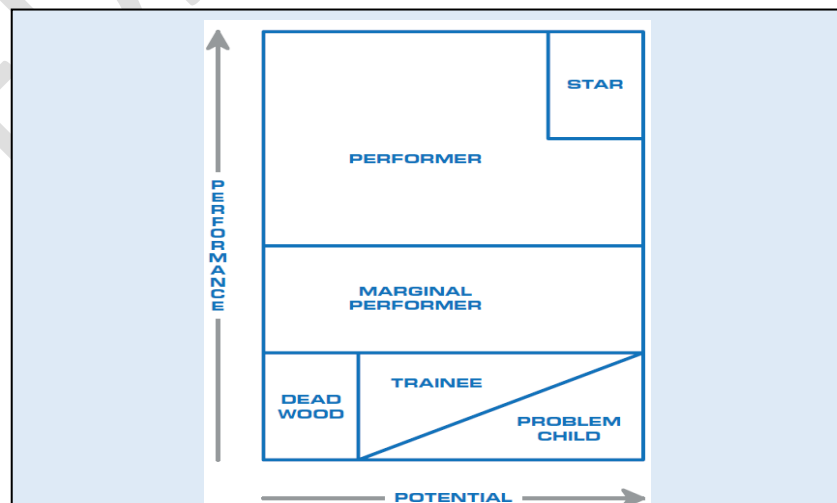 STAR
PERFORMER
PERFORMANCE
MARGINAL
PERFORMER
TRAINEE
DEAD
WOOD
PROBLEM
CHILD
POTENTIAL